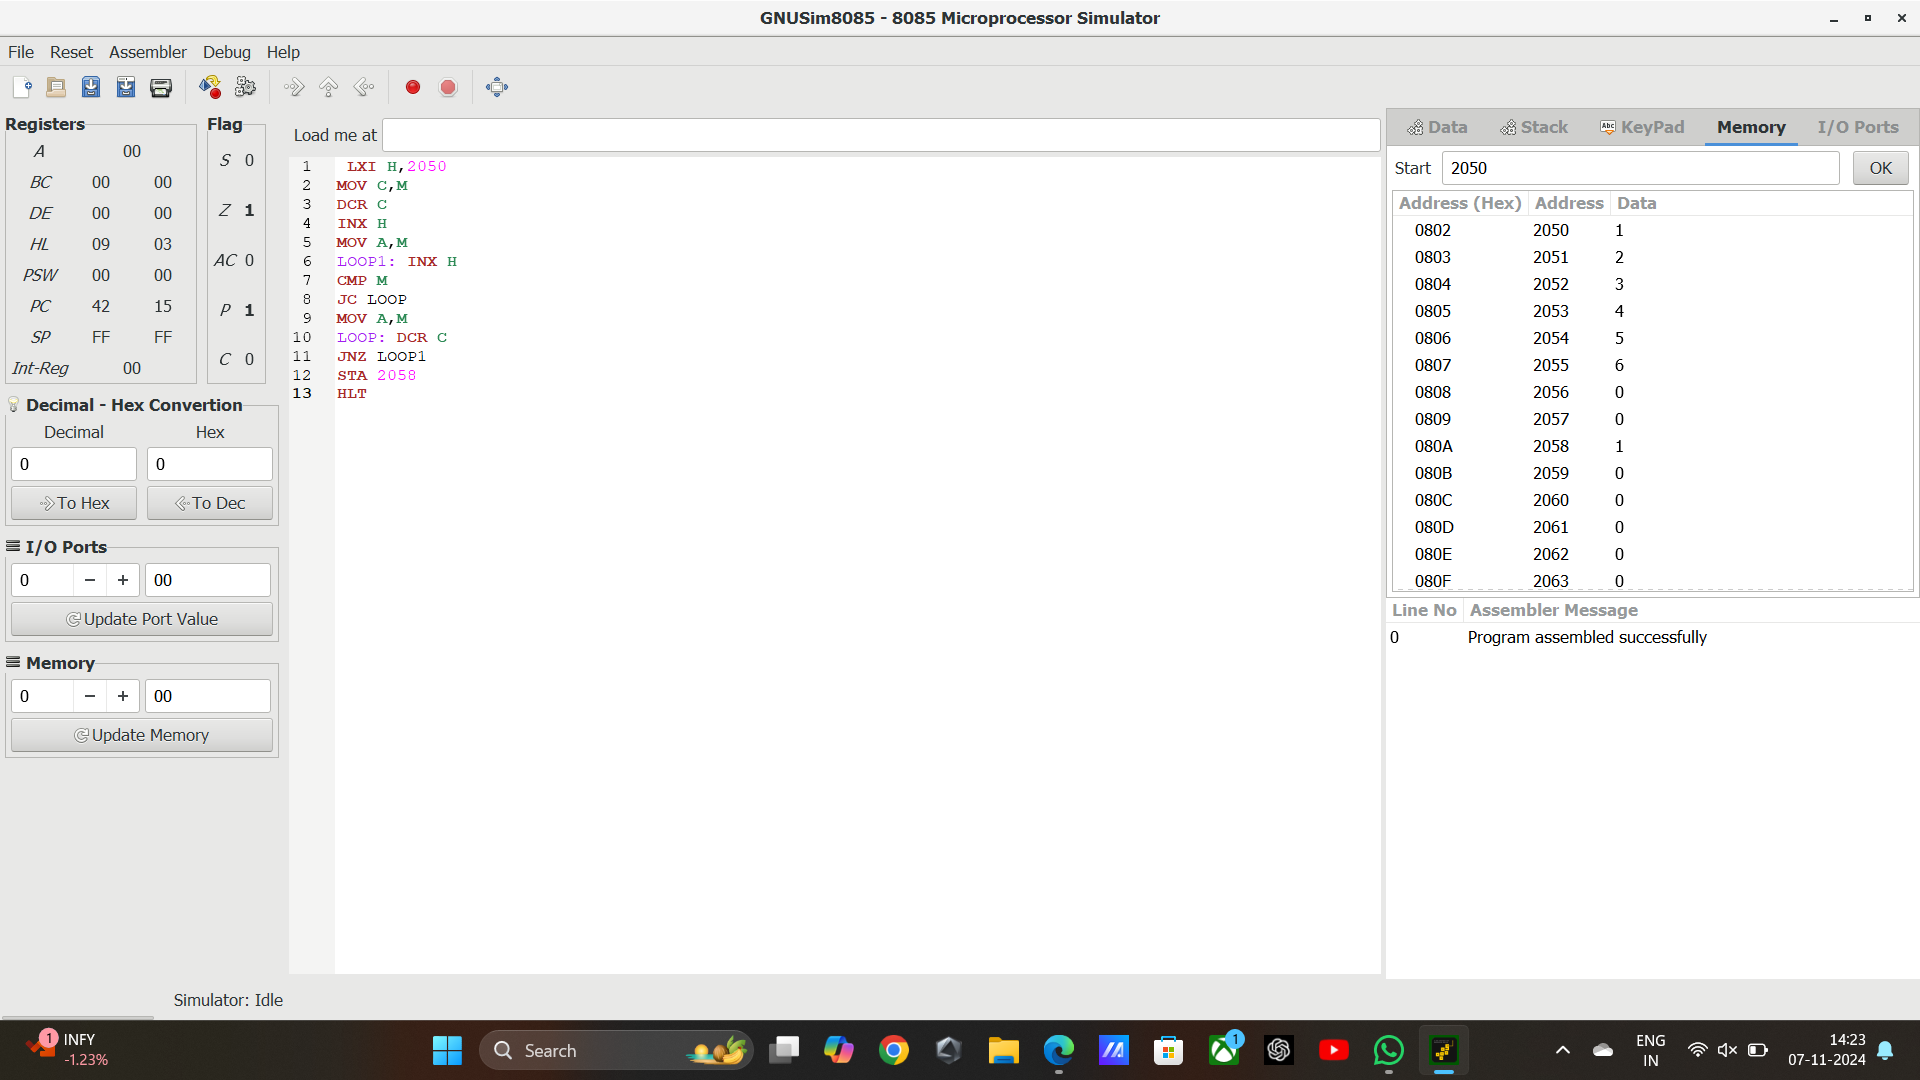 GNUSim8085 - 8085 Microprocessor Simulator
File Reset Assembler Debug Help
Registers
A 00
BC 00 00
DE 00 00
HL 09 03
PSW 00 00
PC 42 15
SP FF FF
Int-Reg 00
Flag
S 0
Z 1
AC 0
P 1
C 0
Decimal - Hex Convertion
Decimal Hex
0 0
To Hex To Dec
I/O Ports
0 − + 00
Update Port Value
Memory
0 − + 00
Update Memory
Load me at
1 LXI H,2050
2 MOV C,M
3 DCR C
4 INX H
5 MOV A,M
6 LOOP1: INX H
7 CMP M
8 JC LOOP
9 MOV A,M
10 LOOP: DCR C
11 JNZ LOOP1
12 STA 2058
13 HLT
Data Stack Abc KeyPad Memory I/O Ports
Start 2050 OK
Address (Hex) Address Data
0802 2050 1
0803 2051 2
0804 2052 3
0805 2053 4
0806 2054 5
0807 2055 6
0808 2056 0
0809 2057 0
080A 2058 1
080B 2059 0
080C 2060 0
080D 2061 0
080E 2062 0
080F 2063 0
Line No Assembler Message
0 Program assembled successfully
Simulator: Idle
1 INFY
-1.23%
Search
1
ENG
IN
14:23
07-11-2024